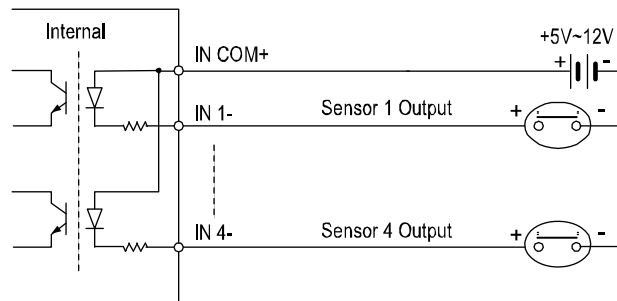 Internal
IN COM+
+5V~12V
+ -
IN 1-
Sensor 1 Output
+ -
IN 4-
Sensor 4 Output
+ -